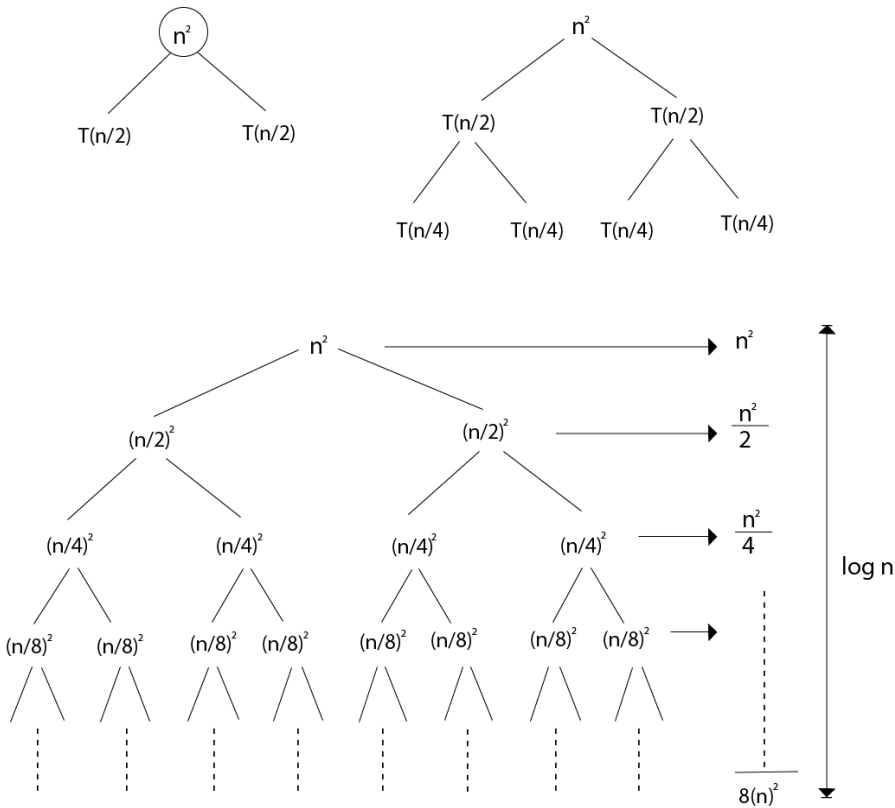 n²
T(n/2) T(n/2)
n²
T(n/2) T(n/2)
T(n/4) T(n/4) T(n/4) T(n/4)
n² n²
(n/2)² (n/2)² n²/2
(n/4)² (n/4)² (n/4)² (n/4)² n²/4
log n
(n/8)² (n/8)² (n/8)² (n/8)² (n/8)² (n/8)² (n/8)² (n/8)²
8(n)²